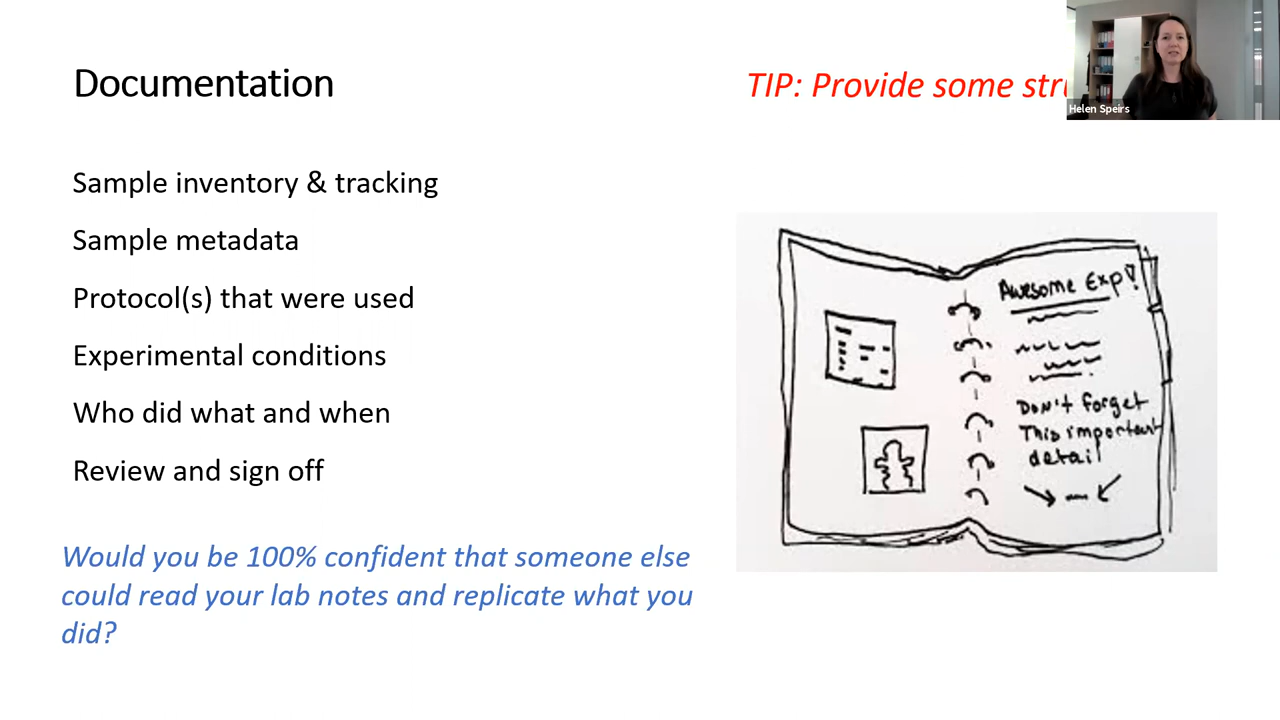 Documentation
TIP: Provide some
Helen Speirs
Sample inventory & tracking
Sample metadata
Protocol(s) that were used
Experimental conditions
Who did what and when
Review and sign off
Would you be 100% confident that someone else
could read your lab notes and replicate what you
did?
Awesome Exp!
Don't forget
This important
detail